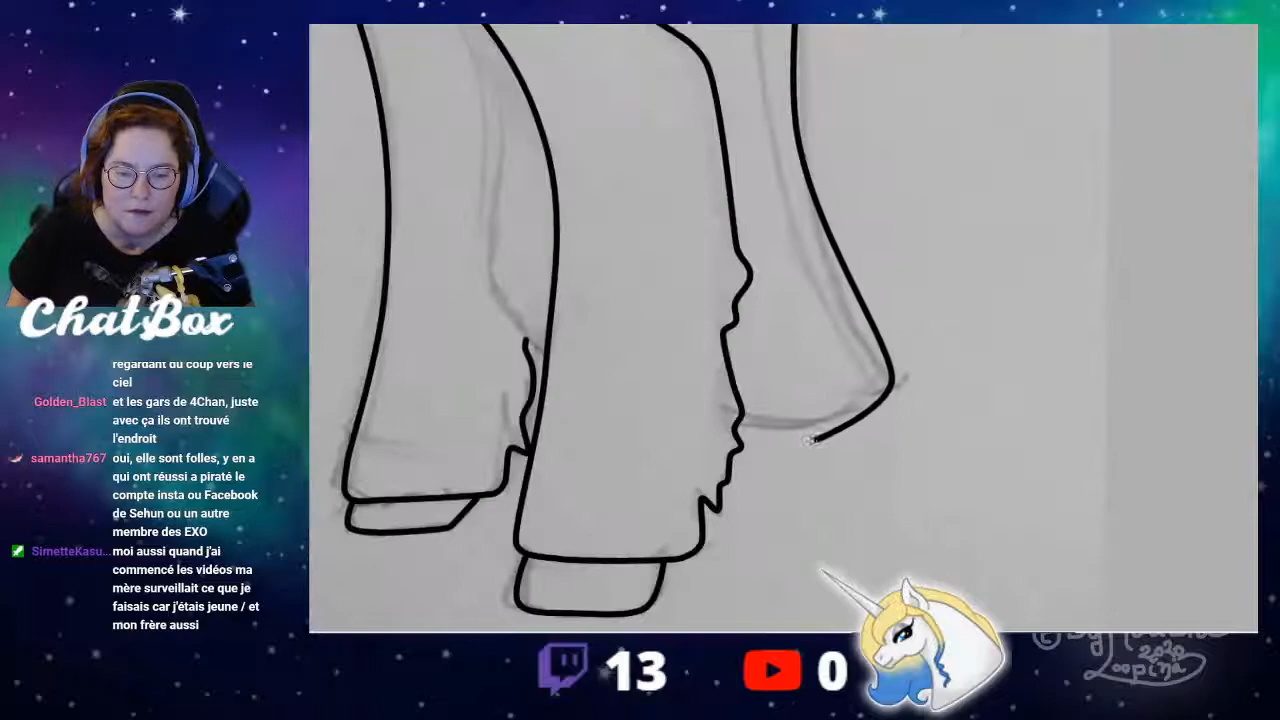 ChatBox
regardant du coup vers le
ciel
Golden_Blast et les gars de 4Chan, juste
avec ça ils ont trouvé
l'endroit
samantha767 oui, elle sont folles, y en a
qui ont réussi a piraté le
compte insta ou Facebook
de Sehun ou un autre
membre des EXO
SimetteKasu... moi aussi quand j'ai
commencé les vidéos ma
mère surveillait ce que je
faisais car j'étais jeune / et
mon frère aussi
13
0
2020
Loopina